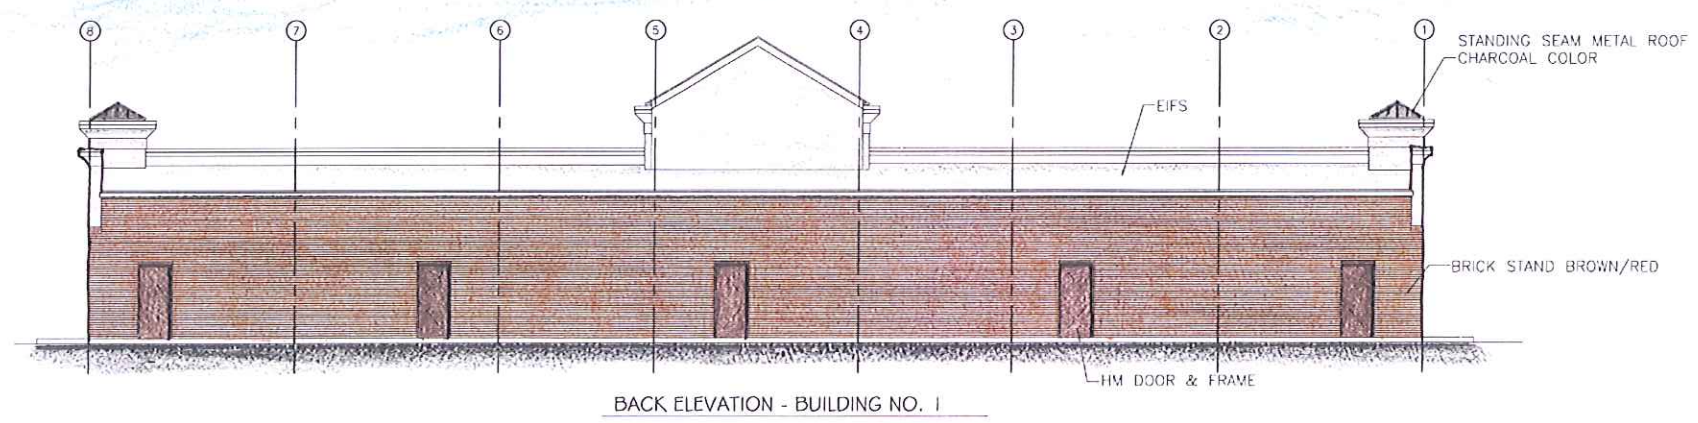 8 7 6 5 4 3 2 1
STANDING SEAM METAL ROOF
CHARCOAL COLOR
EIFS
BRICK STAND BROWN/RED
HM DOOR & FRAME
BACK ELEVATION - BUILDING NO. 1